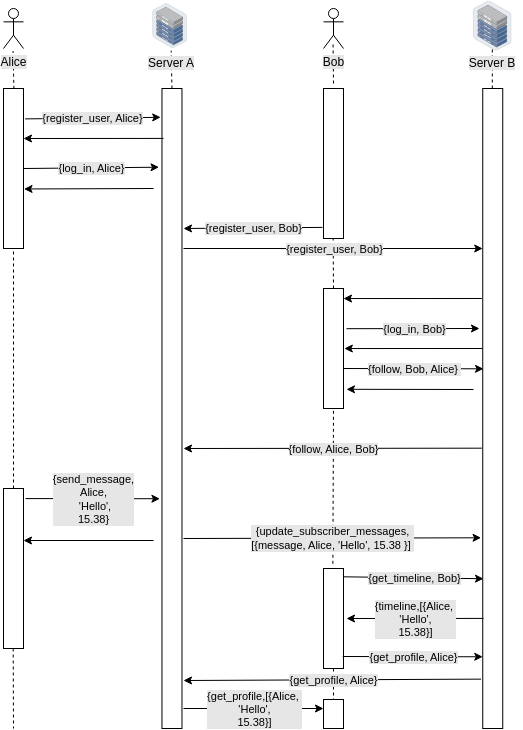 Alice
Server A
Bob
Server B
{register_user, Alice}
{log_in, Alice}
{register_user, Bob}
{register_user, Bob}
{log_in, Bob}
{follow, Bob, Alice}
{follow, Alice, Bob}
{send_message,
Alice,
'Hello',
15.38}
{update_subscriber_messages,
[{message, Alice, 'Hello', 15.38 }]
{get_timeline, Bob}
{timeline,[{Alice,
'Hello',
15.38}]
{get_profile, Alice}
{get_profile, Alice}
{get_profile,[{Alice,
'Hello',
15.38}]